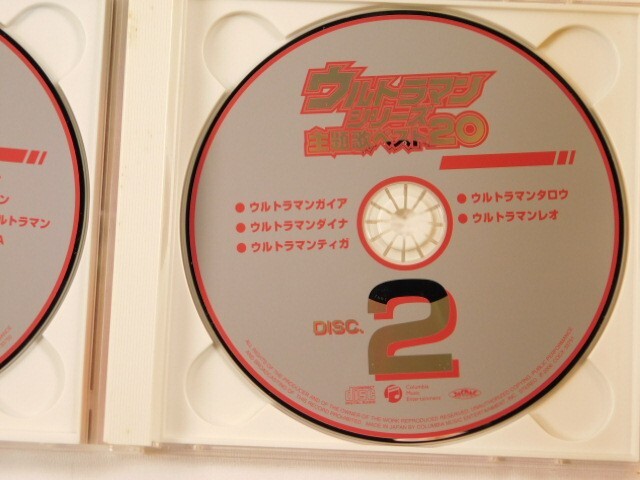 ウルトラマン
シリーズ
主題歌ベスト20
● ウルトラマンガイア
● ウルトラマンダイナ
● ウルトラマンティガ
● ウルトラマンタロウ
● ウルトラマンレオ
DISC. 2
Columbia
Music
Entertainment
ン
ルトラマン
A